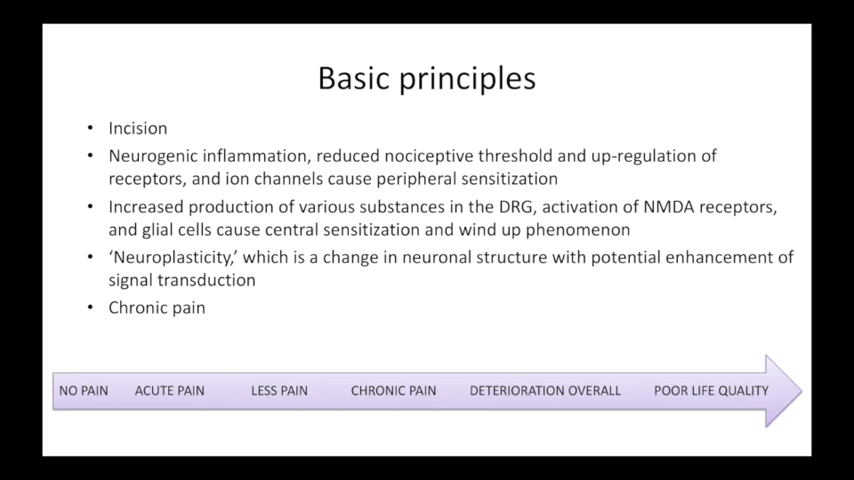 Basic principles
• Incision
• Neurogenic inflammation, reduced nociceptive threshold and up-regulation of
receptors, and ion channels cause peripheral sensitization
• Increased production of various substances in the DRG, activation of NMDA receptors,
and glial cells cause central sensitization and wind up phenomenon
• ‘Neuroplasticity,’ which is a change in neuronal structure with potential enhancement of
signal transduction
• Chronic pain
NO PAIN ACUTE PAIN LESS PAIN CHRONIC PAIN DETERIORATION OVERALL POOR LIFE QUALITY